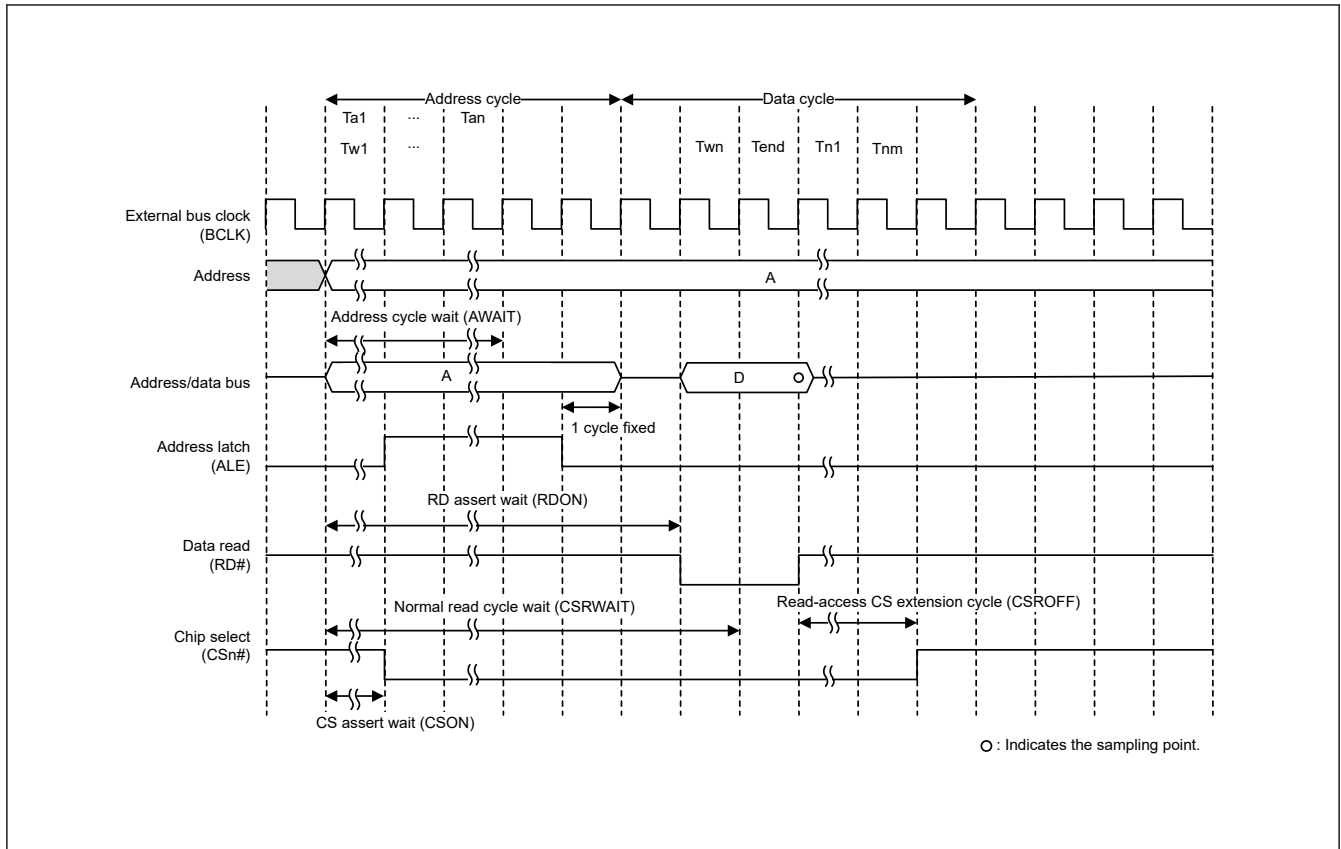 Address cycle Data cycle
Ta1 ... Tan
Tw1 ... Twn Tend Tn1 Tnm
External bus clock
(BCLK)
Address
A
Address cycle wait (AWAIT)
Address/data bus
A
D
1 cycle fixed
Address latch
(ALE)
RD assert wait (RDON)
Data read
(RD#)
Normal read cycle wait (CSRWAIT)
Read-access CS extension cycle (CSROFF)
Chip select
(CSn#)
CS assert wait (CSON)
: Indicates the sampling point.